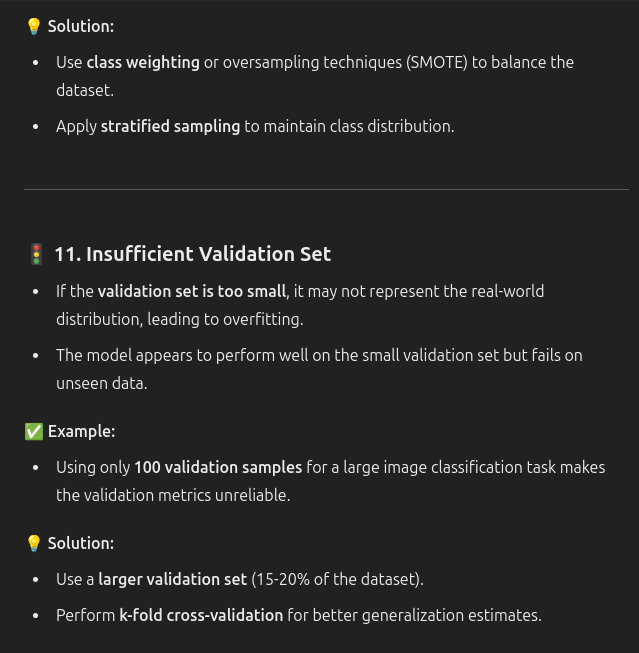 💡 Solution:
• Use class weighting or oversampling techniques (SMOTE) to balance the
dataset.
• Apply stratified sampling to maintain class distribution.
🚦 11. Insufficient Validation Set
• If the validation set is too small, it may not represent the real-world
distribution, leading to overfitting.
• The model appears to perform well on the small validation set but fails on
unseen data.
✅ Example:
• Using only 100 validation samples for a large image classification task makes
the validation metrics unreliable.
💡 Solution:
• Use a larger validation set (15-20% of the dataset).
• Perform k-fold cross-validation for better generalization estimates.